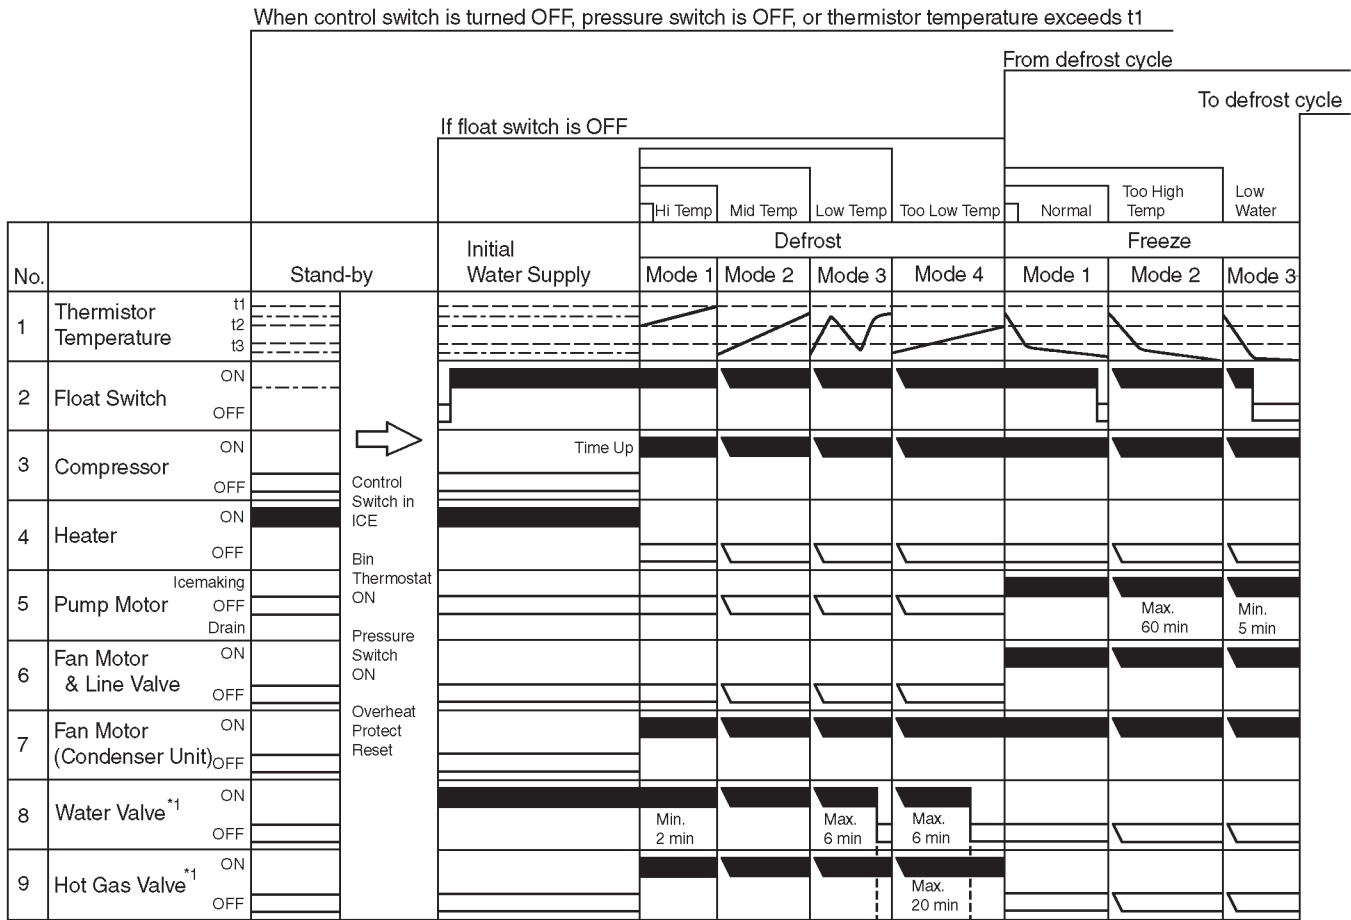 When control switch is turned OFF, pressure switch is OFF, or thermistor temperature exceeds t1
From defrost cycle
To defrost cycle
If float switch is OFF
Hi Temp
Mid Temp
Low Temp
Too Low Temp
Normal
Too High
Temp
Low
Water
Defrost
Freeze
No.
Stand-by
Initial
Water Supply
Mode 1
Mode 2
Mode 3
Mode 4
Mode 1
Mode 2
Mode 3
1
Thermistor
Temperature
t1
t2
t3
2
Float Switch
ON
OFF
3
Compressor
ON
OFF
Time Up
Control
Switch in
ICE
Bin
Thermostat
ON
Pressure
Switch
ON
Overheat
Protect
Reset
4
Heater
ON
OFF
5
Pump Motor
Icemaking
OFF
Drain
Max.
60 min
Min.
5 min
6
Fan Motor
& Line Valve
ON
OFF
7
Fan Motor
(Condenser Unit)
ON
OFF
8
Water Valve*1
ON
OFF
Min.
2 min
Max.
6 min
Max.
6 min
9
Hot Gas Valve*1
ON
OFF
Max.
20 min